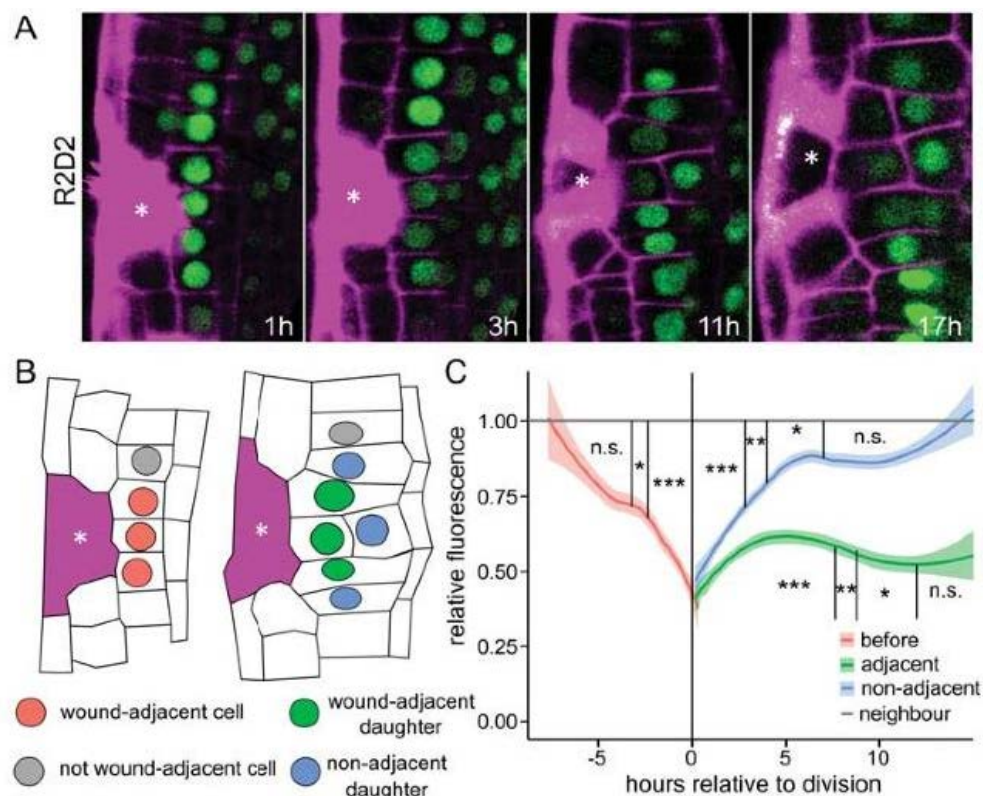 A
R2D2
*
1h
*
3h
*
11h
*
17h
B
*
*
wound-adjacent cell
not wound-adjacent cell
wound-adjacent
daughter
non-adjacent
daughter
C
relative fluorescence
1.00
0.75
0.50
0.25
0.00
n.s.
*
***
***
**
*
n.s.
***
**
*
n.s.
before
adjacent
non-adjacent
neighbour
-5
0
5
10
hours relative to division